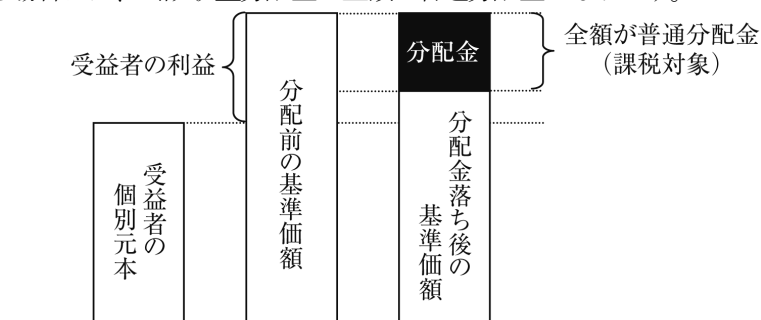 受益者の利益
分配金
全額が普通分配金
（課税対象）
分配前の基準価額
受益者の
個別元本
分配金落ち後の
基準価額